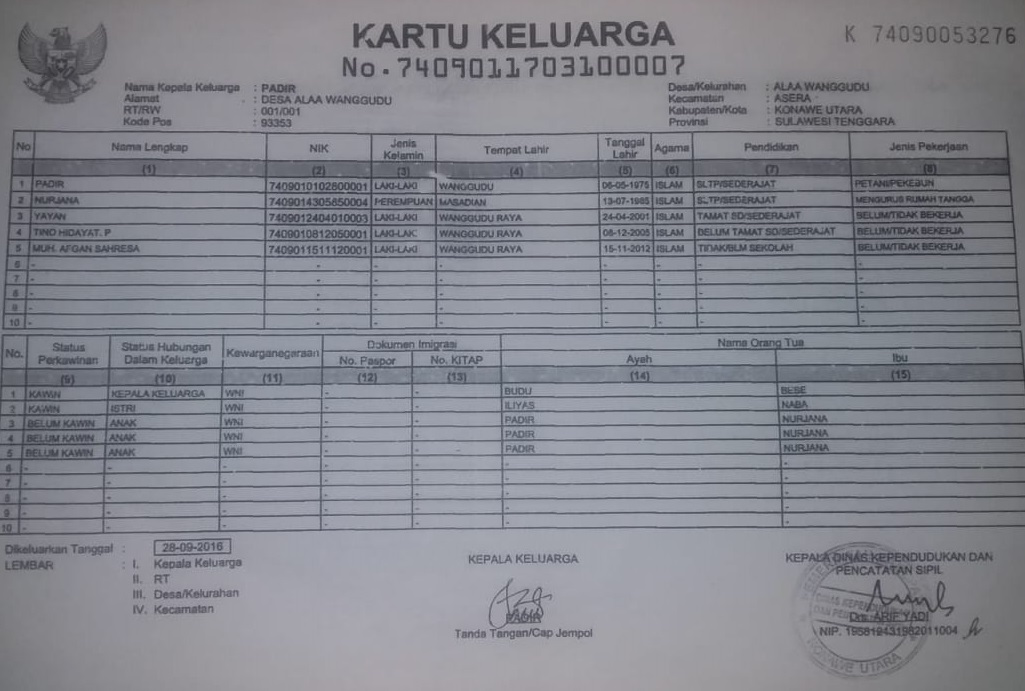 KARTU KELUARGA
No. 7409011703100007
K 74090053276
Nama Kepala Keluarga : PADIR
Alamat : DESA ALAA WANGGUDU
RT/RW : 001/001
Kode Pos : 93353
Desa/Kelurahan : ALAA WANGGUDU
Kecamatan : ASERA
Kabupaten/Kota : KONAWE UTARA
Provinsi : SULAWESI TENGGARA
No Nama Lengkap NIK Jenis Kelamin Tempat Lahir Tanggal Lahir Agama Pendidikan Jenis Pekerjaan
(1) (2) (3) (4) (5) (6) (7) (8)
1 PADIR 7409010102800001 LAKI-LAKI WANGGUDU 06-05-1975 ISLAM SLTP/SEDERAJAT PETANI/PEKEBUN
2 NURJANA 7409014305850004 PEREMPUAN MASADIAN 13-07-1985 ISLAM SLTP/SEDERAJAT MENGURUS RUMAH TANGGA
3 YAYAN 7409012404010003 LAKI-LAKI WANGGUDU RAYA 24-04-2001 ISLAM TAMAT SD/SEDERAJAT BELUM/TIDAK BEKERJA
4 TINO HIDAYAT. P 7409010812050001 LAKI-LAKI WANGGUDU RAYA 08-12-2005 ISLAM BELUM TAMAT SD/SEDERAJAT BELUM/TIDAK BEKERJA
5 MUH. AFGAN SAHRESA 7409011511120001 LAKI-LAKI WANGGUDU RAYA 15-11-2012 ISLAM TIDAK/BLM SEKOLAH BELUM/TIDAK BEKERJA
6 - - - - - - - -
7 - - - - - - - -
8 - - - - - - - -
9 - - - - - - - -
10 - - - - - - - -
No. Status Perkawinan Status Hubungan Dalam Keluarga Kewarganegaraan Dokumen Imigrasi Nama Orang Tua
No. Paspor No. KITAP Ayah Ibu
(9) (10) (11) (12) (13) (14) (15)
1 KAWIN KEPALA KELUARGA WNI - - BUDU BESE
2 KAWIN ISTRI WNI - - ILIYAS NABA
3 BELUM KAWIN ANAK WNI - - PADIR NURJANA
4 BELUM KAWIN ANAK WNI - - PADIR NURJANA
5 BELUM KAWIN ANAK WNI - - PADIR NURJANA
6 - - - - - - -
7 - - - - - - -
8 - - - - - - -
9 - - - - - - -
10 - - - - - - -
Dikeluarkan Tanggal : 28-09-2016
LEMBAR : I. Kepala Keluarga
II. RT
III. Desa/Kelurahan
IV. Kecamatan
KEPALA KELUARGA
PADIR
Tanda Tangan/Cap Jempol
KEPALA DINAS KEPENDUDUKAN DAN
PENCATATAN SIPIL
Drs. ARIF YADI
NIP. 195812431982011004
KONAWE UTARA